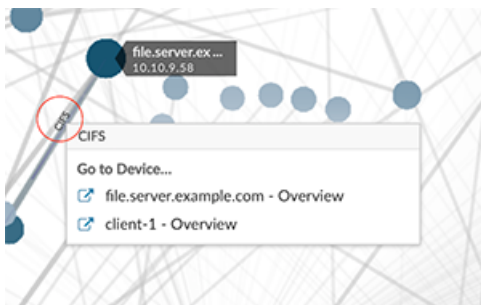 file.server.ex ...
10.10.9.58
CIFS
CIFS
Go to Device...
file.server.example.com - Overview
client-1 - Overview